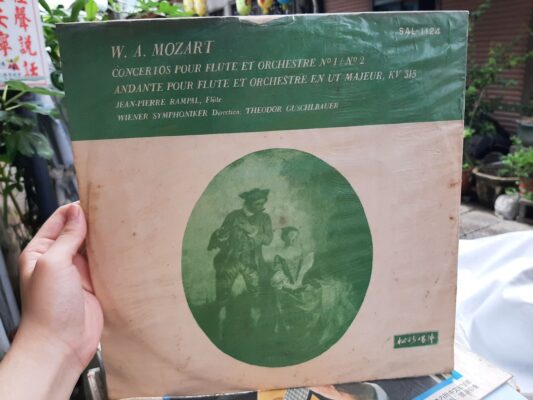 SAL-1124
W. A. MOZART
CONCERTOS POUR FLUTE ET ORCHESTRE No 1 / No 2
ANDANTE POUR FLUTE ET ORCHESTRE EN UT MAJEUR, KV 315
JEAN-PIERRE RAMPAL, Flûte
WIENER SYMPHONIKER Direction: THEODOR GUSCHLBAUER